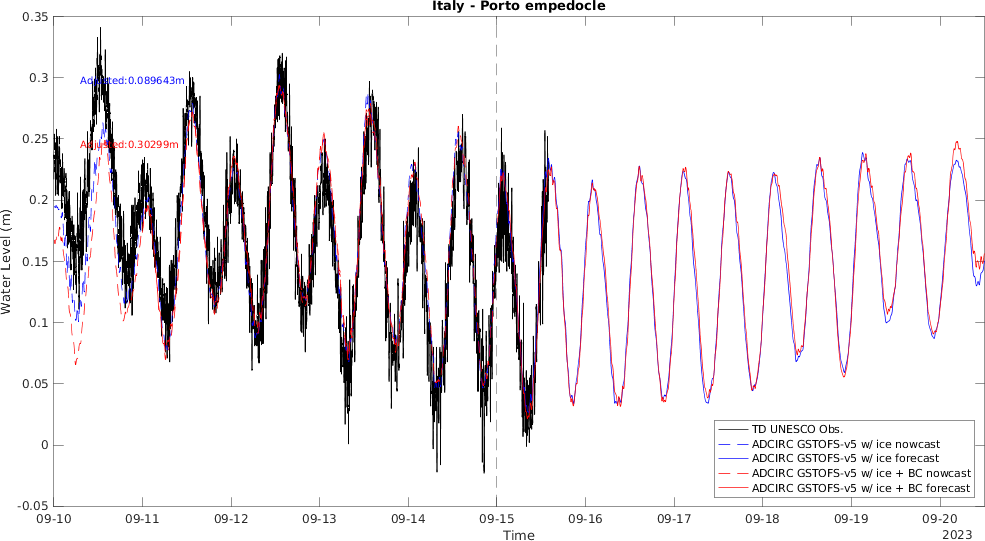 Italy - Porto empedocle
0.35
0.3
0.25
0.2
0.15
0.1
0.05
0
-0.05
Water Level (m)
Adjusted:0.089643m
Adjusted:0.30299m
TD UNESCO Obs.
ADCIRC GSTOFS-v5 w/ ice nowcast
ADCIRC GSTOFS-v5 w/ ice forecast
ADCIRC GSTOFS-v5 w/ ice + BC nowcast
ADCIRC GSTOFS-v5 w/ ice + BC forecast
09-10 09-11 09-12 09-13 09-14 09-15 09-16 09-17 09-18 09-19 09-20
Time
2023